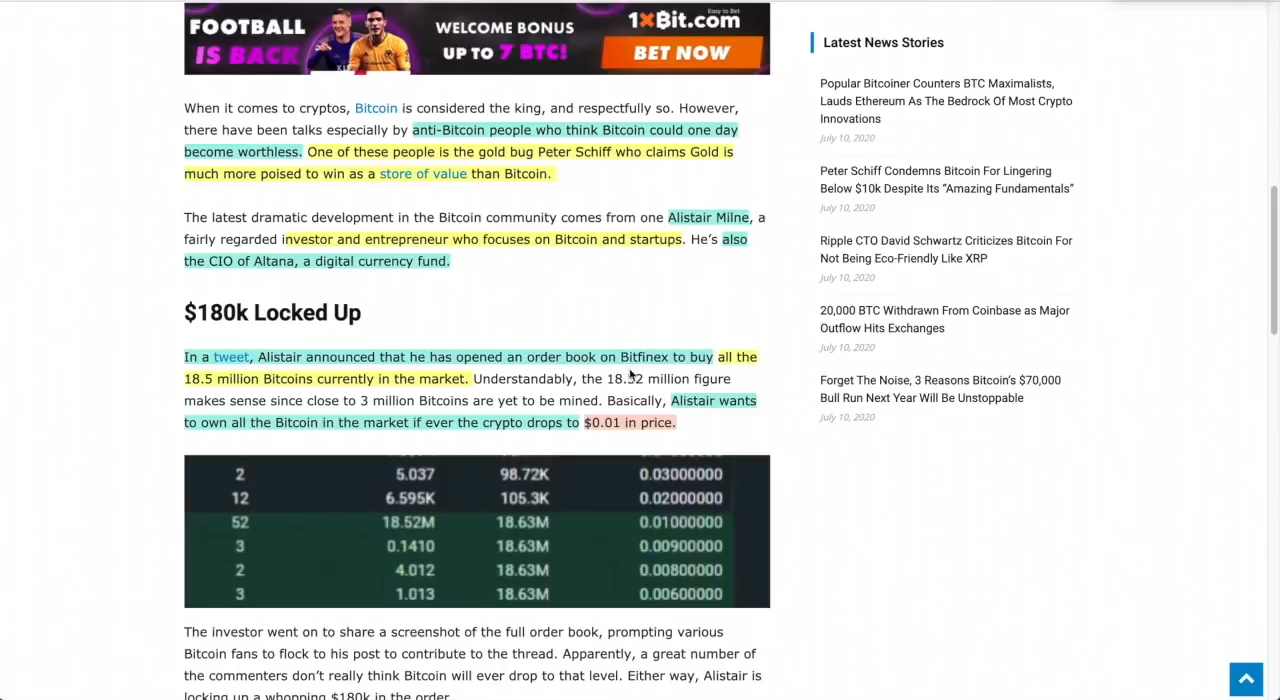 FOOTBALL
IS BACK
WELCOME BONUS
UP TO 7 BTC!
Easy to Bet
1×Bit.com
BET NOW
When it comes to cryptos, Bitcoin is considered the king, and respectfully so. However,
there have been talks especially by anti-Bitcoin people who think Bitcoin could one day
become worthless. One of these people is the gold bug Peter Schiff who claims Gold is
much more poised to win as a store of value than Bitcoin.
The latest dramatic development in the Bitcoin community comes from one Alistair Milne, a
fairly regarded investor and entrepreneur who focuses on Bitcoin and startups. He’s also
the CIO of Altana, a digital currency fund.
$180k Locked Up
In a tweet, Alistair announced that he has opened an order book on Bitfinex to buy all the
18.5 million Bitcoins currently in the market. Understandably, the 18.52 million figure
makes sense since close to 3 million Bitcoins are yet to be mined. Basically, Alistair wants
to own all the Bitcoin in the market if ever the crypto drops to $0.01 in price.
2 5.037 98.72K 0.03000000
12 6.595K 105.3K 0.02000000
52 18.52M 18.63M 0.01000000
3 0.1410 18.63M 0.00900000
2 4.012 18.63M 0.00800000
3 1.013 18.63M 0.00600000
The investor went on to share a screenshot of the full order book, prompting various
Bitcoin fans to flock to his post to contribute to the thread. Apparently, a great number of
the commenters don’t really think Bitcoin will ever drop to that level. Either way, Alistair is
locking up a whopping $180k in the order.
Latest News Stories
Popular Bitcoiner Counters BTC Maximalists,
Lauds Ethereum As The Bedrock Of Most Crypto
Innovations
July 10, 2020
Peter Schiff Condemns Bitcoin For Lingering
Below $10k Despite Its “Amazing Fundamentals”
July 10, 2020
Ripple CTO David Schwartz Criticizes Bitcoin For
Not Being Eco-Friendly Like XRP
July 10, 2020
20,000 BTC Withdrawn From Coinbase as Major
Outflow Hits Exchanges
July 10, 2020
Forget The Noise, 3 Reasons Bitcoin’s $70,000
Bull Run Next Year Will Be Unstoppable
July 10, 2020